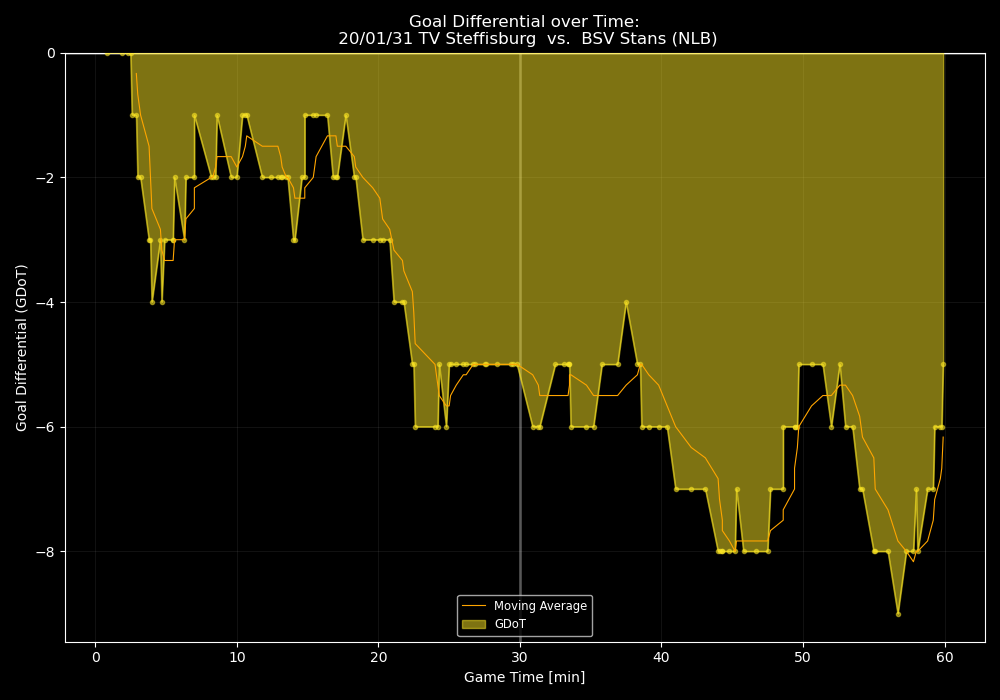 Goal Differential over Time:
20/01/31 TV Steffisburg  vs.  BSV Stans (NLB)
Goal Differential (GDoT)
0
−2
−4
−6
−8
0
10
20
30
40
50
60
Game Time [min]
Moving Average
GDoT